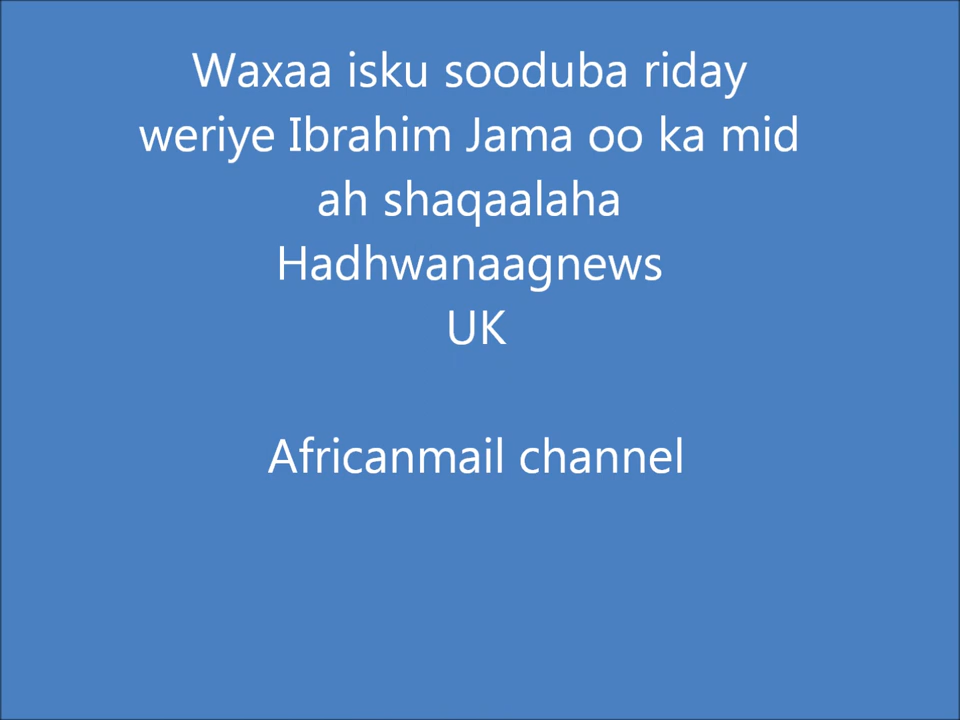 Waxaa isku sooduba riday
weriye Ibrahim Jama oo ka mid
ah shaqaalaha
Hadhwanaagnews
UK
Africanmail channel